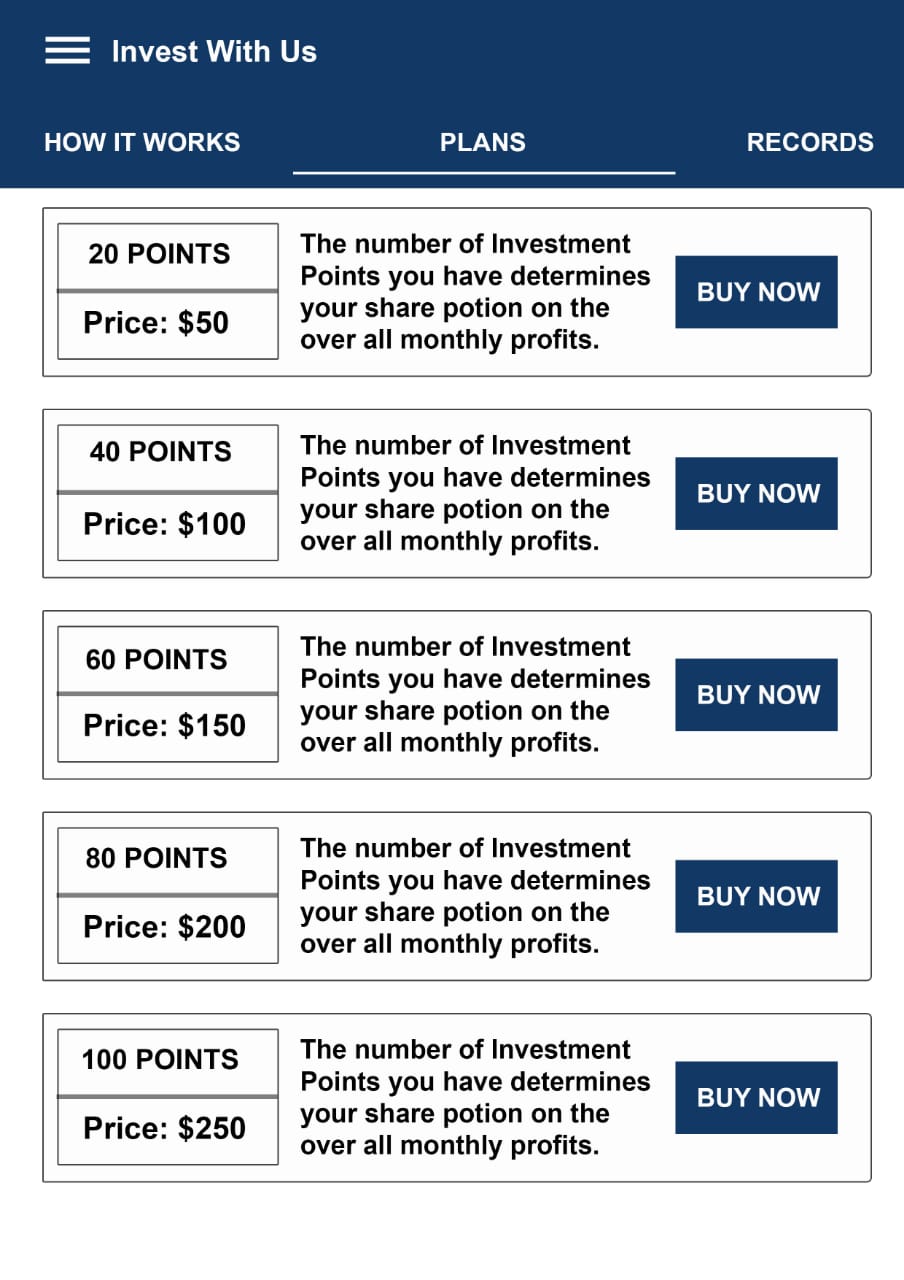 Invest With Us
HOW IT WORKS PLANS RECORDS
20 POINTS
Price: $50
The number of Investment
Points you have determines
your share potion on the
over all monthly profits.
BUY NOW
40 POINTS
Price: $100
The number of Investment
Points you have determines
your share potion on the
over all monthly profits.
BUY NOW
60 POINTS
Price: $150
The number of Investment
Points you have determines
your share potion on the
over all monthly profits.
BUY NOW
80 POINTS
Price: $200
The number of Investment
Points you have determines
your share potion on the
over all monthly profits.
BUY NOW
100 POINTS
Price: $250
The number of Investment
Points you have determines
your share potion on the
over all monthly profits.
BUY NOW